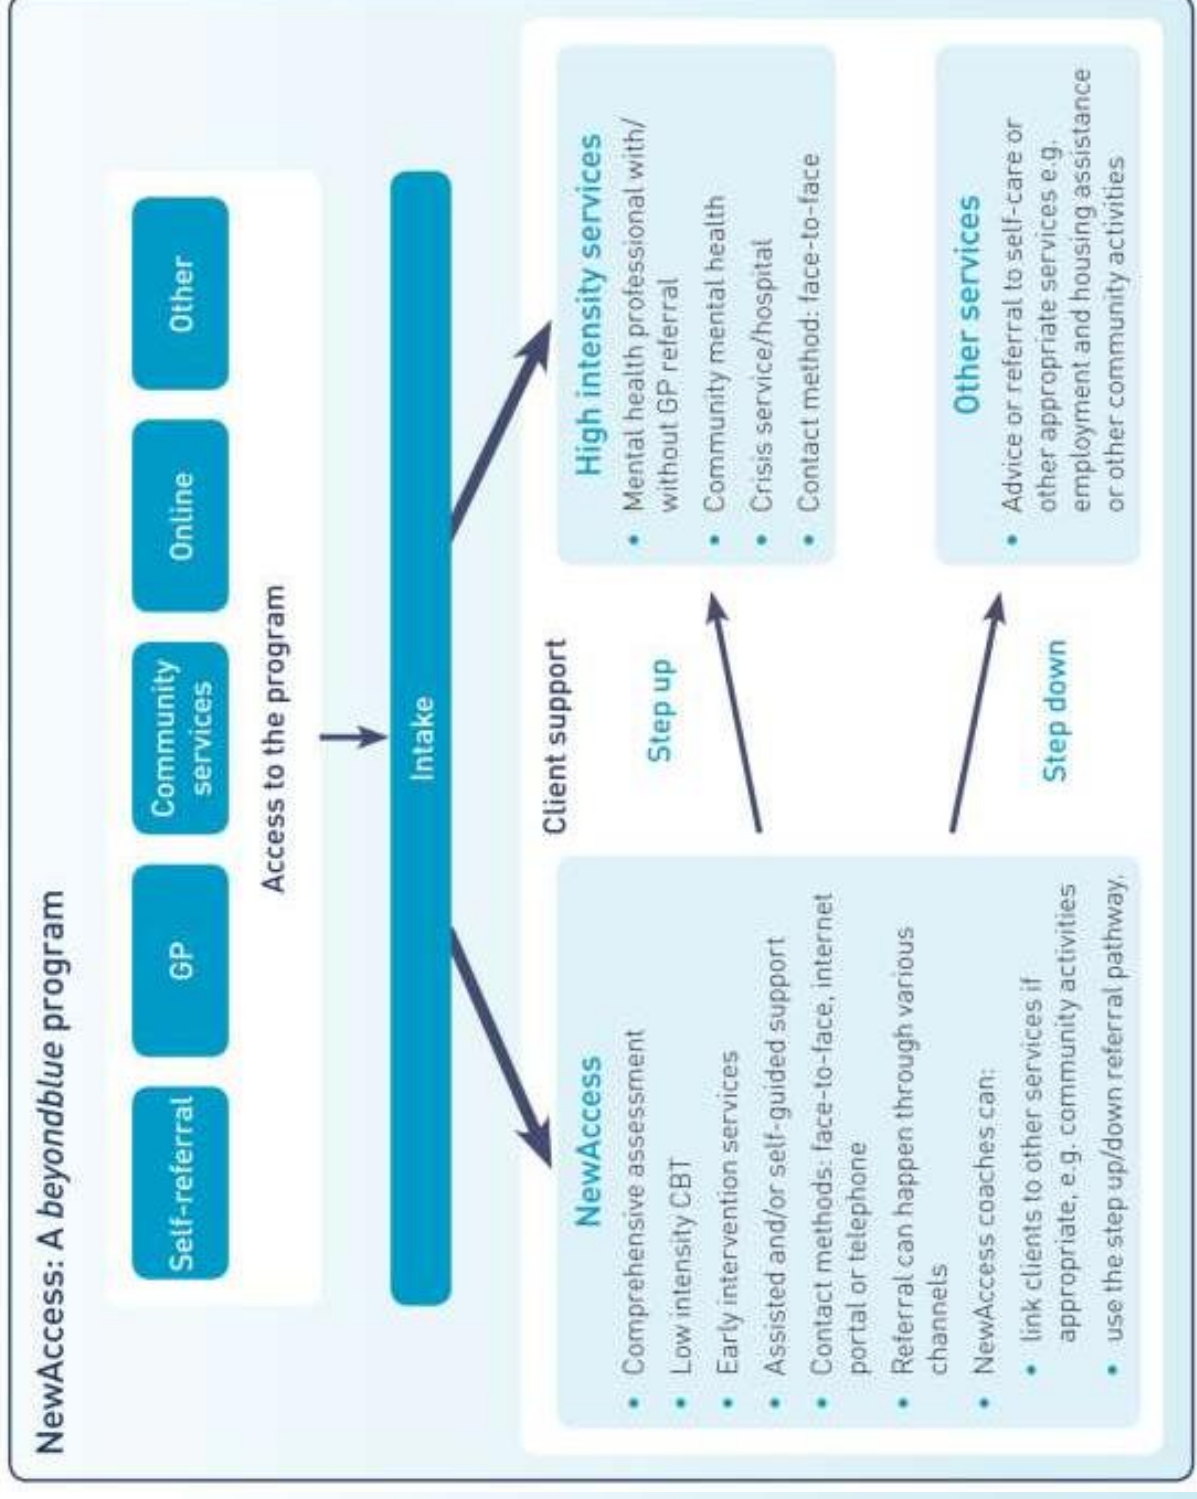 NewAccess: A beyondblue program
Self-referral
GP
Community
services
Online
Other
Access to the program
Intake
Client support
NewAccess
• Comprehensive assessment
• Low intensity CBT
• Early intervention services
• Assisted and/or self-guided support
• Contact methods: face-to-face, internet
portal or telephone
• Referral can happen through various
channels
• NewAccess coaches can:
• link clients to other services if
appropriate, e.g. community activities
• use the step up/down referral pathway.
Step up
Step down
High intensity services
• Mental health professional with/
without GP referral
• Community mental health
• Crisis service/hospital
• Contact method: face-to-face
Other services
• Advice or referral to self-care or
other appropriate services e.g.
employment and housing assistance
or other community activities